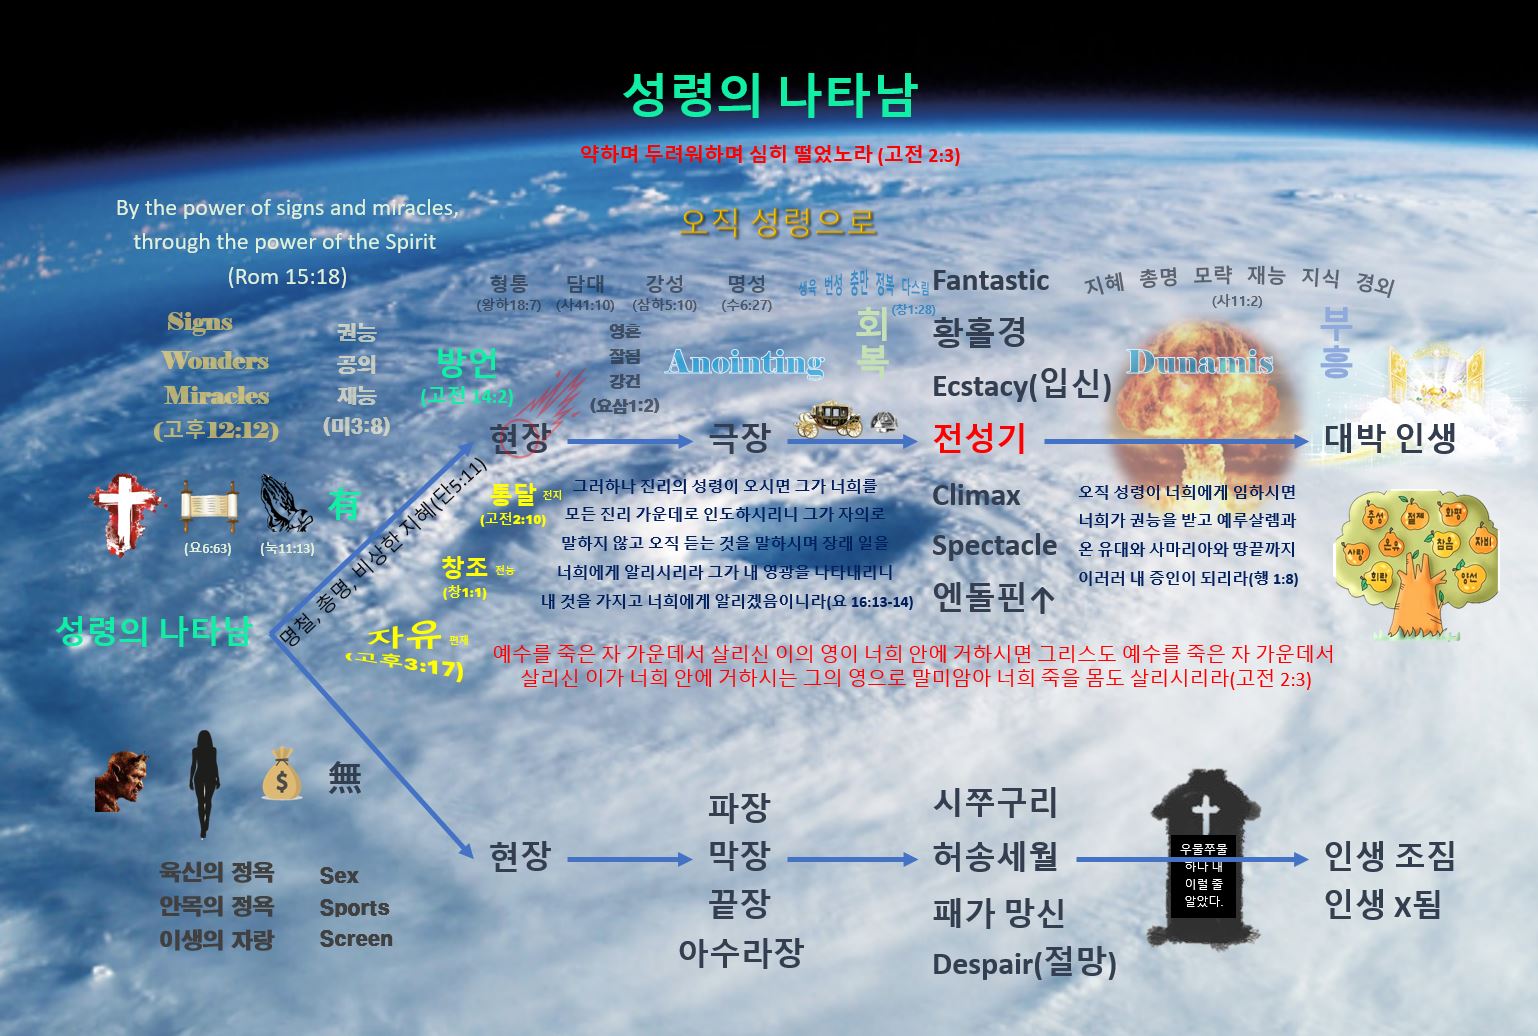 성령의 나타남
약하며 두려워하며 심히 떨었노라 (고전 2:3)
오직 성령으로
By the power of signs and miracles,
through the power of the Spirit
(Rom 15:18)
형통
(왕하18:7)
담대
(사41:10)
강성
(삼하5:10)
명성
(수6:27)
생육 번성 충만 정복 다스림
(창1:28)
Fantastic
지혜 총명 모략 재능 지식 경외
(사11:2)
Signs
Wonders
Miracles
(고후12:12)
권능
공의
재능
(미3:8)
방언
(고전 14:2)
영혼
잘됨
강건
(요삼1:2)
Anointing
회복
황홀경
Ecstacy(입신)
Dunamis
부흥
현장
극장
전성기
대박 인생
명철, 총명, 비상한 지혜(단5:11)
有
(요6:63)
(눅11:13)
통달 전지
(고전2:10)
창조 전능
(창1:1)
자유 편재
(고후3:17)
그러하나 진리의 성령이 오시면 그가 너희를
모든 진리 가운데로 인도하시리니 그가 자의로
말하지 않고 오직 듣는 것을 말하시며 장래 일을
너희에게 알리시리라 그가 내 영광을 나타내리니
내 것을 가지고 너희에게 알리겠음이니라(요 16:13-14)
Climax
Spectacle
엔돌핀↑
오직 성령이 너희에게 임하시면
너희가 권능을 받고 예루살렘과
온 유대와 사마리아와 땅끝까지
이러러 내 증인이 되리라(행 1:8)
충성 절제 화평
사랑 온유 참음 자비
희락 양선
성령의 나타남
예수를 죽은 자 가운데서 살리신 이의 영이 너희 안에 거하시면 그리스도 예수를 죽은 자 가운데서
살리신 이가 너희 안에 거하시는 그의 영으로 말미암아 너희 죽을 몸도 살리시리라(고전 2:3)
$
無
육신의 정욕
안목의 정욕
이생의 자랑
Sex
Sports
Screen
현장
파장
막장
끝장
아수라장
시쭈구리
허송세월
패가 망신
Despair(절망)
우물쭈물
하다 내
이럴 줄
알았다.
인생 조짐
인생 X됨